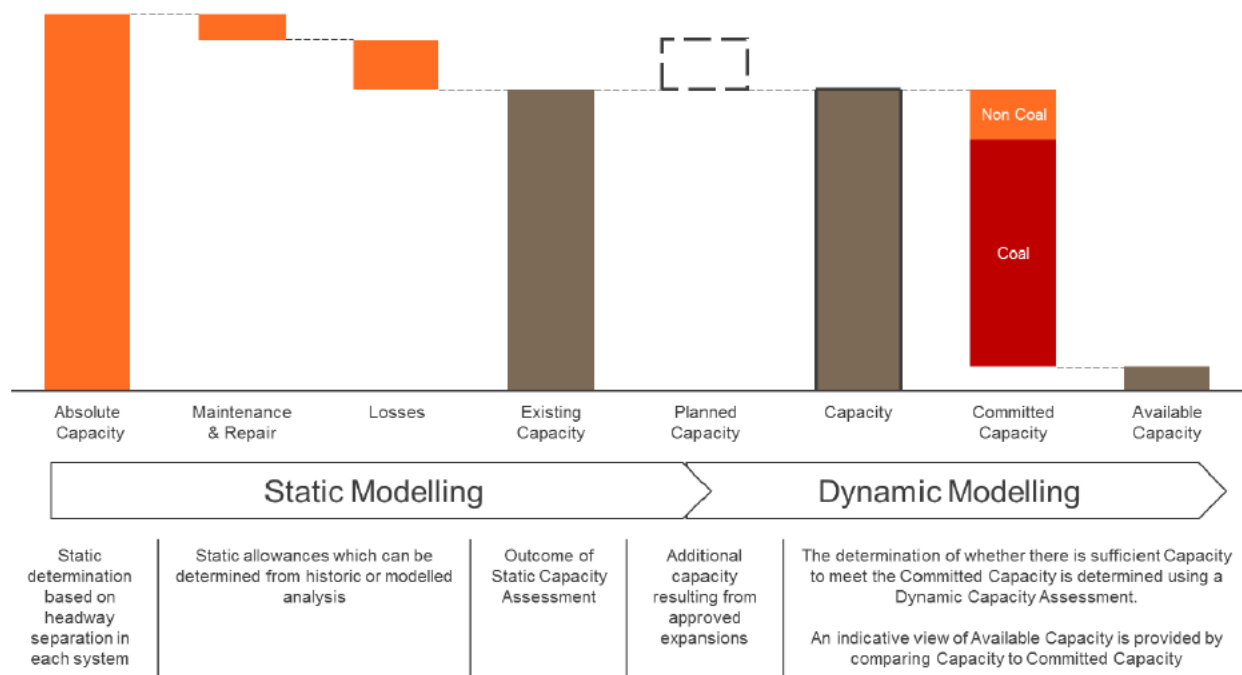 Non Coal
Coal
Absolute
Capacity
Maintenance
& Repair
Losses
Existing
Capacity
Planned
Capacity
Capacity
Committed
Capacity
Available
Capacity
Static Modelling
Dynamic Modelling
Static
determination
based on
headway
separation in
each system
Static allowances which can be
determined from historic or modelled
analysis
Outcome of
Static Capacity
Assessment
Additional
capacity
resulting from
approved
expansions
The determination of whether there is sufficient Capacity
to meet the Committed Capacity is determined using a
Dynamic Capacity Assessment.
An indicative view of Available Capacity is provided by
comparing Capacity to Committed Capacity